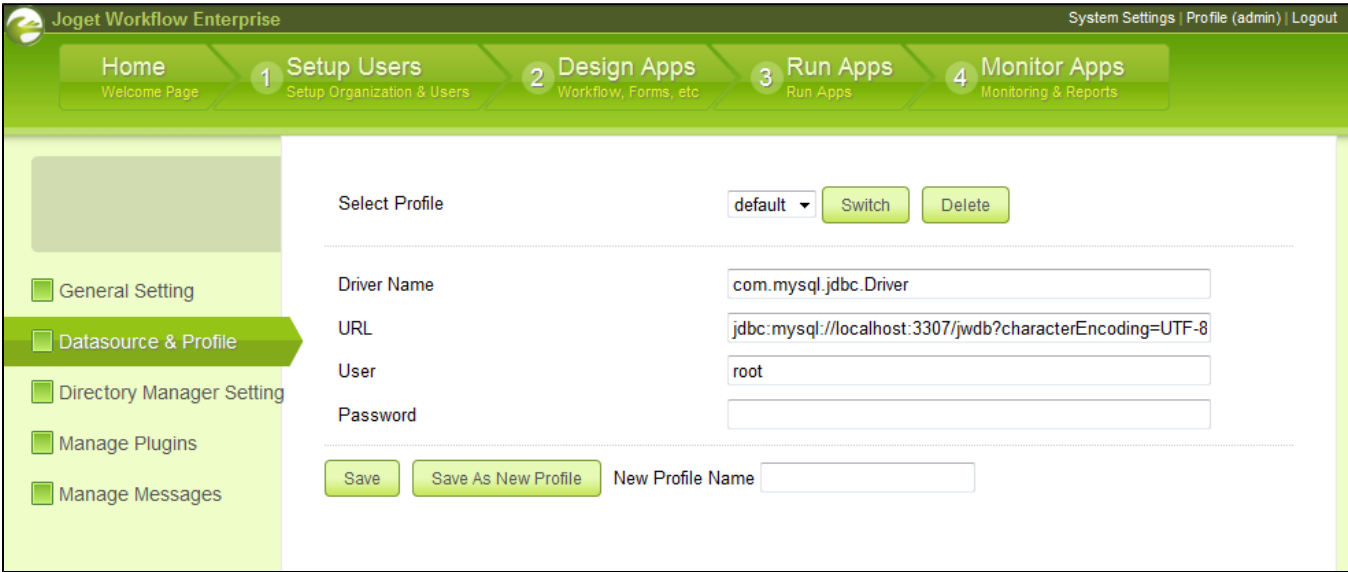 Joget Workflow Enterprise
System Settings | Profile (admin) | Logout
Home
Welcome Page
1 Setup Users
Setup Organization & Users
2 Design Apps
Workflow, Forms, etc
3 Run Apps
Run Apps
4 Monitor Apps
Monitoring & Reports
General Setting
Datasource & Profile
Directory Manager Setting
Manage Plugins
Manage Messages
Select Profile default Switch Delete
Driver Name com.mysql.jdbc.Driver
URL jdbc:mysql://localhost:3307/jwdb?characterEncoding=UTF-8
User root
Password
Save Save As New Profile New Profile Name